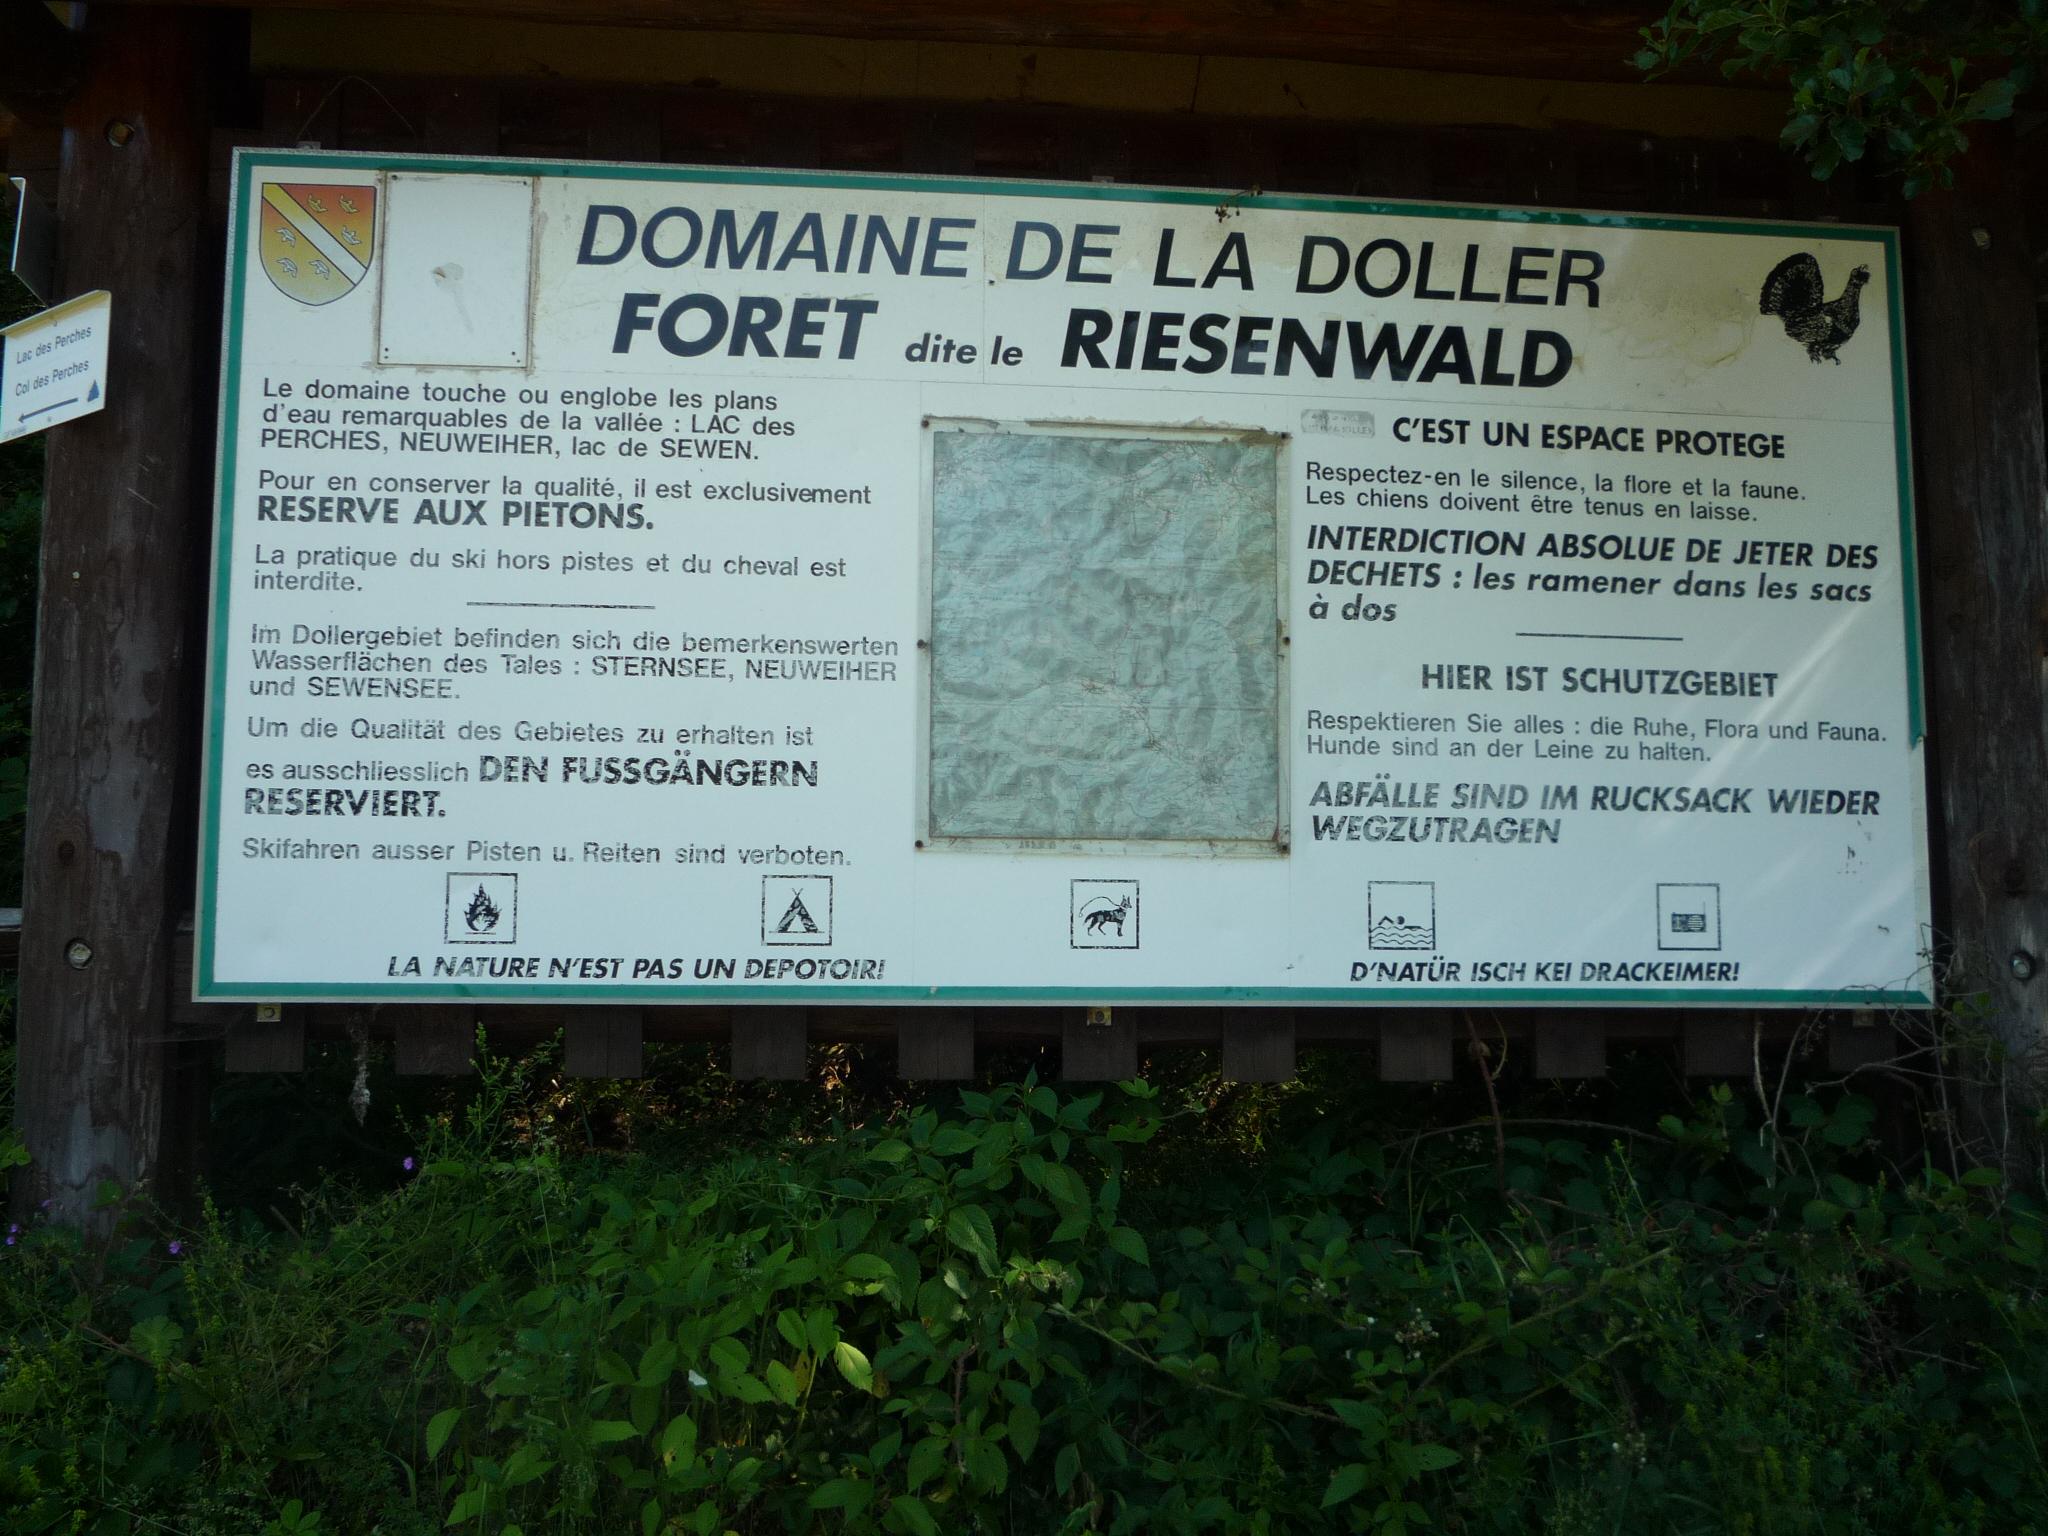 DOMAINE DE LA DOLLER
FORET dite le RIESENWALD
Lac des Perches
Col des Perches
Le domaine touche ou englobe les plans
d'eau remarquables de la vallée : LAC des
PERCHES, NEUWEIHER, lac de SEWEN.
Pour en conserver la qualité, il est exclusivement
RESERVE AUX PIETONS.
La pratique du ski hors pistes et du cheval est
interdite.
Im Dollergebiet befinden sich die bemerkenswerten
Wasserflächen des Tales : STERNSEE, NEUWEIHER
und SEWENSEE.
Um die Qualität des Gebietes zu erhalten ist
es ausschliesslich DEN FUSSGÄNGERN
RESERVIERT.
Skifahren ausser Pisten u. Reiten sind verboten.
LA NATURE N'EST PAS UN DEPOTOIR!
C'EST UN ESPACE PROTEGE
Respectez-en le silence, la flore et la faune.
Les chiens doivent être tenus en laisse.
INTERDICTION ABSOLUE DE JETER DES
DECHETS : les ramener dans les sacs
à dos
HIER IST SCHUTZGEBIET
Respektieren Sie alles : die Ruhe, Flora und Fauna.
Hunde sind an der Leine zu halten.
ABFÄLLE SIND IM RUCKSACK WIEDER
WEGZUTRAGEN
D'NATÜR ISCH KEI DRACKEIMER!